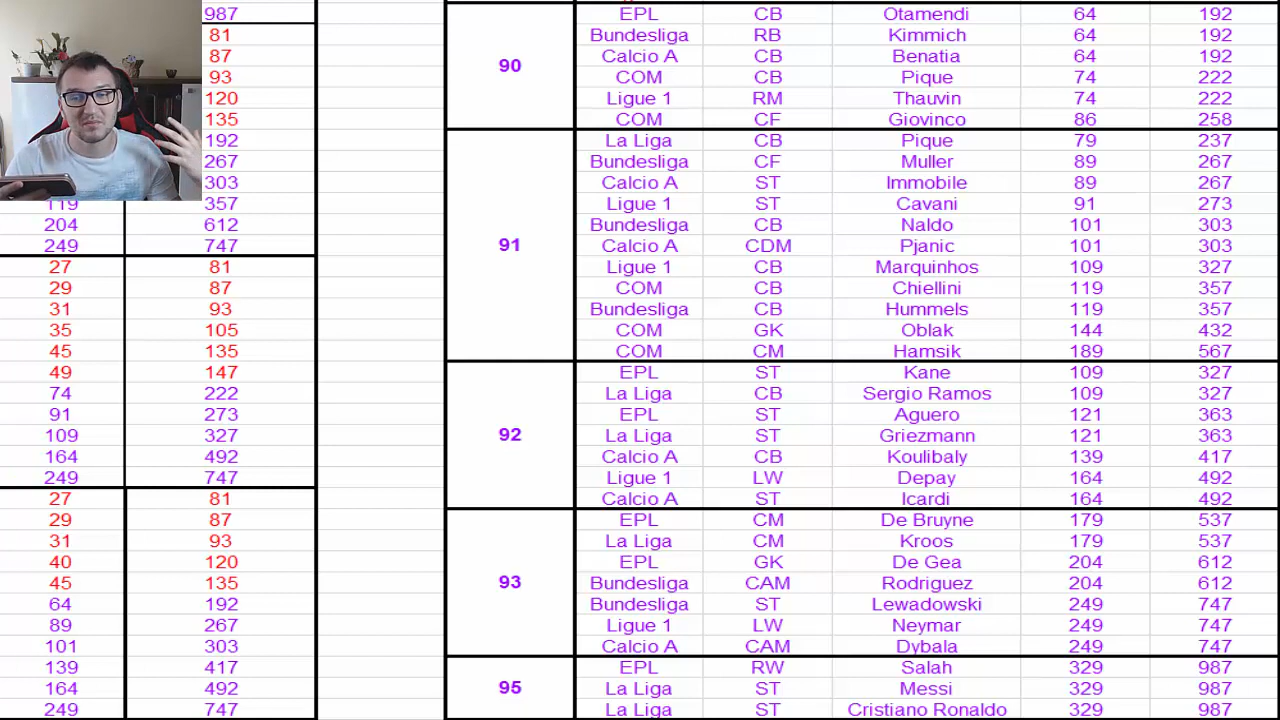 987 EPL CB Otamendi 64 192
81 Bundesliga RB Kimmich 64 192
87 Calcio A CB Benatia 64 192
90
93 COM CB Pique 74 222
120 Ligue 1 RM Thauvin 74 222
135 COM CF Giovinco 86 258
192 La Liga CB Pique 79 237
267 Bundesliga CF Muller 89 267
303 Calcio A ST Immobile 89 267
119 357 Ligue 1 ST Cavani 91 273
204 612 Bundesliga CB Naldo 101 303
249 747 91 Calcio A CDM Pjanic 101 303
27 81 Ligue 1 CB Marquinhos 109 327
29 87 COM CB Chiellini 119 357
31 93 Bundesliga CB Hummels 119 357
35 105 COM GK Oblak 144 432
45 135 COM CM Hamsik 189 567
49 147 EPL ST Kane 109 327
74 222 La Liga CB Sergio Ramos 109 327
91 273 EPL ST Aguero 121 363
109 327 92 La Liga ST Griezmann 121 363
164 492 Calcio A CB Koulibaly 139 417
249 747 Ligue 1 LW Depay 164 492
27 81 Calcio A ST Icardi 164 492
29 87 EPL CM De Bruyne 179 537
31 93 La Liga CM Kroos 179 537
40 120 EPL GK De Gea 204 612
45 135 93 Bundesliga CAM Rodriguez 204 612
64 192 Bundesliga ST Lewadowski 249 747
89 267 Ligue 1 LW Neymar 249 747
101 303 Calcio A CAM Dybala 249 747
139 417 EPL RW Salah 329 987
164 492 95 La Liga ST Messi 329 987
249 747 La Liga ST Cristiano Ronaldo 329 987